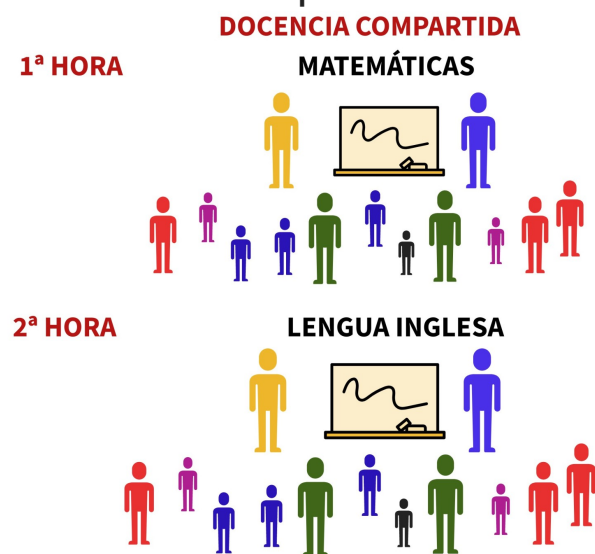 DOCENCIA COMPARTIDA
1ª HORA
MATEMÁTICAS
2ª HORA
LENGUA INGLESA